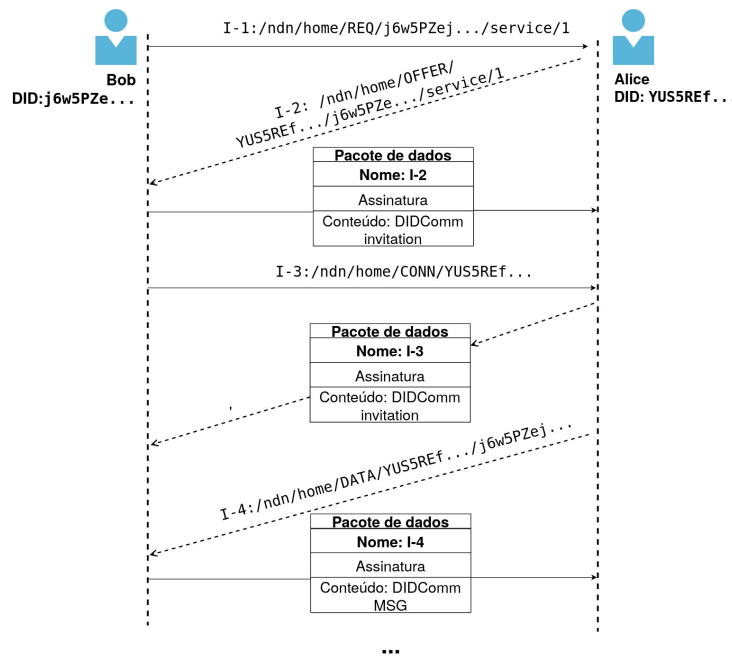 I-1:/ndn/home/REQ/j6w5PZej.../service/1
Bob
DID:j6w5PZe...
Alice
DID: YUS5REf...
I-2: /ndn/home/OFFER/
YUS5REf.../j6w5PZe.../service/1
Pacote de dados
Nome: I-2
Assinatura
Conteúdo: DIDComm
invitation
I-3:/ndn/home/CONN/YUS5REf...
Pacote de dados
Nome: I-3
Assinatura
Conteúdo: DIDComm
invitation
'
I-4:/ndn/home/DATA/YUS5REf.../j6w5PZej...
Pacote de dados
Nome: I-4
Assinatura
Conteúdo: DIDComm
MSG
...